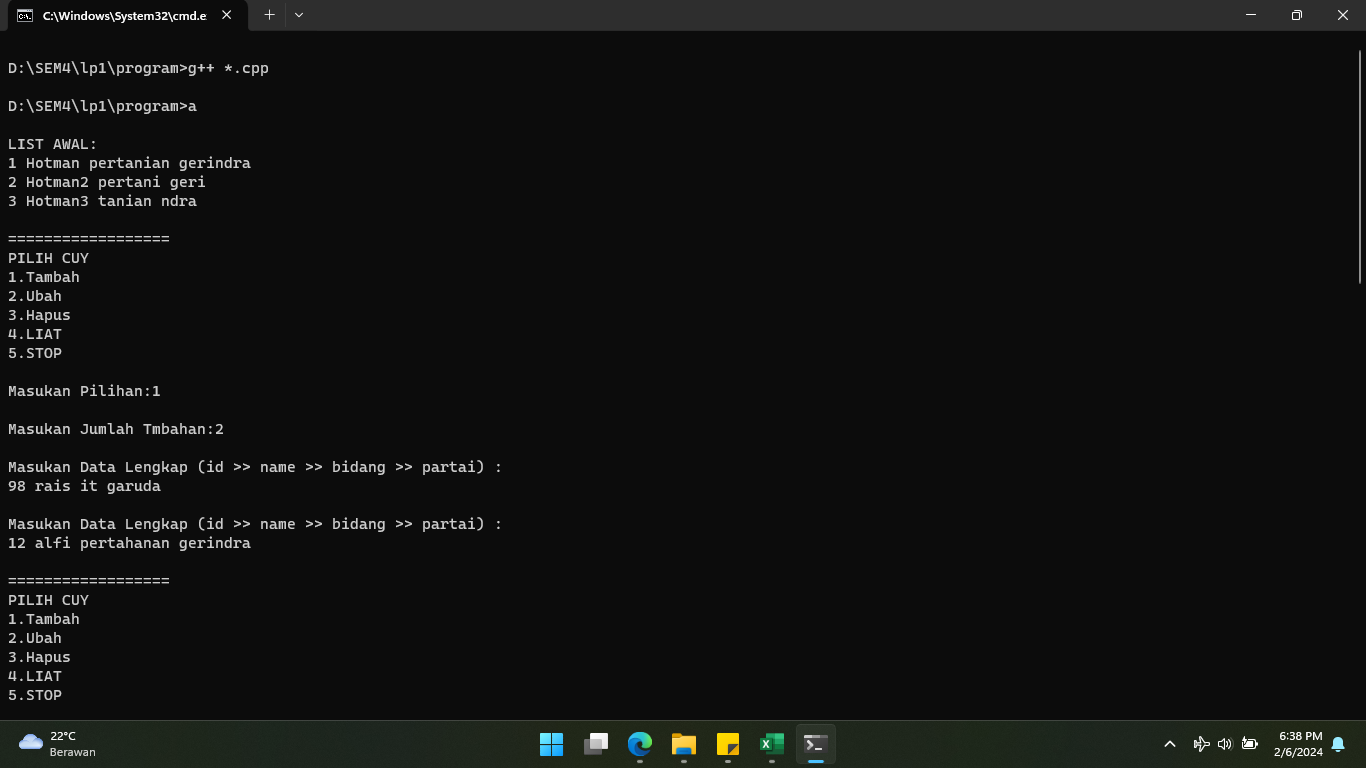 C:\Windows\System32\cmd.e
D:\SEM4\lp1\program>g++ *.cpp
D:\SEM4\lp1\program>a
LIST AWAL:
1 Hotman pertanian gerindra
2 Hotman2 pertani geri
3 Hotman3 tanian ndra
==================
PILIH CUY
1.Tambah
2.Ubah
3.Hapus
4.LIAT
5.STOP
Masukan Pilihan:1
Masukan Jumlah Tmbahan:2
Masukan Data Lengkap (id >> name >> bidang >> partai) :
98 rais it garuda
Masukan Data Lengkap (id >> name >> bidang >> partai) :
12 alfi pertahanan gerindra
==================
PILIH CUY
1.Tambah
2.Ubah
3.Hapus
4.LIAT
5.STOP
22°C
Berawan
6:38 PM
2/6/2024